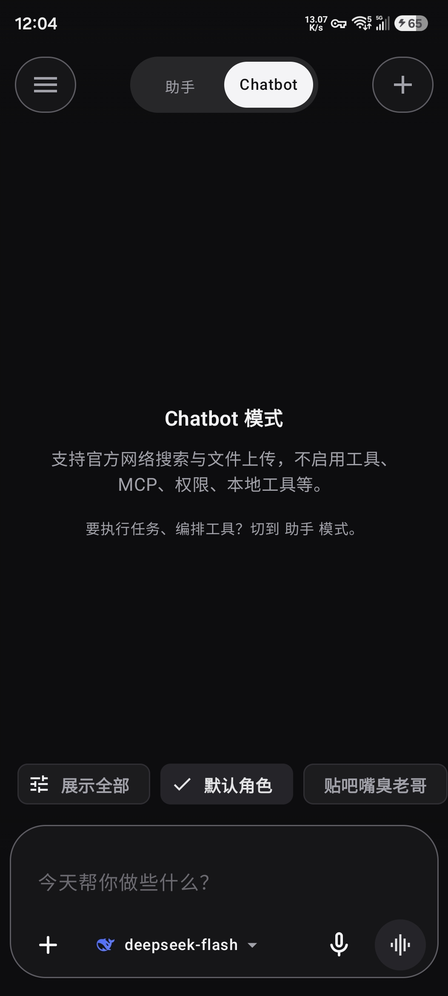 12:04
13.07
K/s
5
5G
65
助手
Chatbot
Chatbot 模式
支持官方网络搜索与文件上传，不启用工具、
MCP、权限、本地工具等。
要执行任务、编排工具？切到 助手 模式。
展示全部
默认角色
贴吧嘴臭老哥
今天帮你做些什么？
deepseek-flash